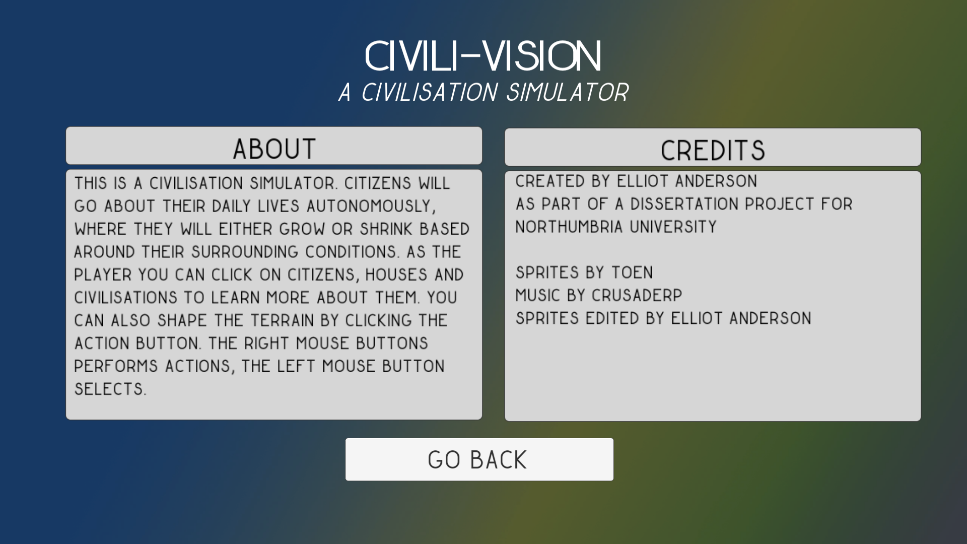 CIVILI-VISION
A CIVILISATION SIMULATOR
ABOUT
THIS IS A CIVILISATION SIMULATOR. CITIZENS WILL
GO ABOUT THEIR DAILY LIVES AUTONOMOUSLY,
WHERE THEY WILL EITHER GROW OR SHRINK BASED
AROUND THEIR SURROUNDING CONDITIONS. AS THE
PLAYER YOU CAN CLICK ON CITIZENS, HOUSES AND
CIVILISATIONS TO LEARN MORE ABOUT THEM. YOU
CAN ALSO SHAPE THE TERRAIN BY CLICKING THE
ACTION BUTTON. THE RIGHT MOUSE BUTTONS
PERFORMS ACTIONS, THE LEFT MOUSE BUTTON
SELECTS.
CREDITS
CREATED BY ELLIOT ANDERSON
AS PART OF A DISSERTATION PROJECT FOR
NORTHUMBRIA UNIVERSITY
SPRITES BY TOEN
MUSIC BY CRUSADERP
SPRITES EDITED BY ELLIOT ANDERSON
GO BACK